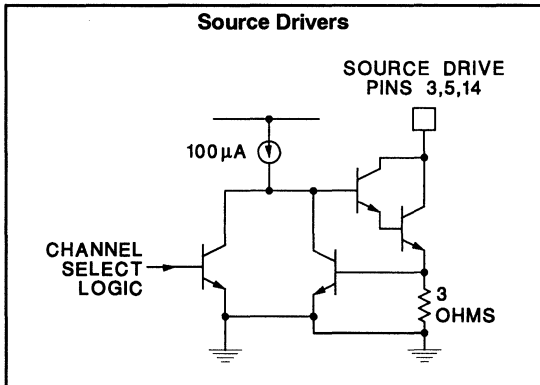 Source Drivers
SOURCE DRIVE
PINS 3,5,14
100µA
CHANNEL
SELECT
LOGIC
3
OHMS